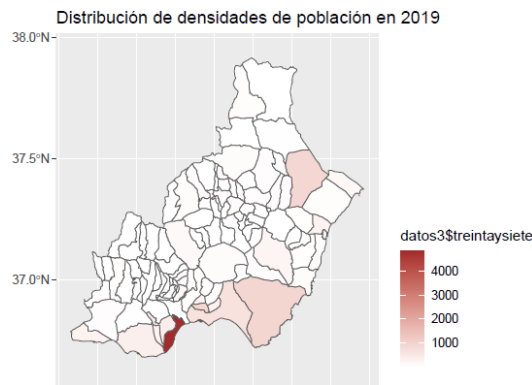 Distribución de densidades de población en 2019
38.0°N
37.5°N
37.0°N
datos3$treintaysiete
4000
3000
2000
1000